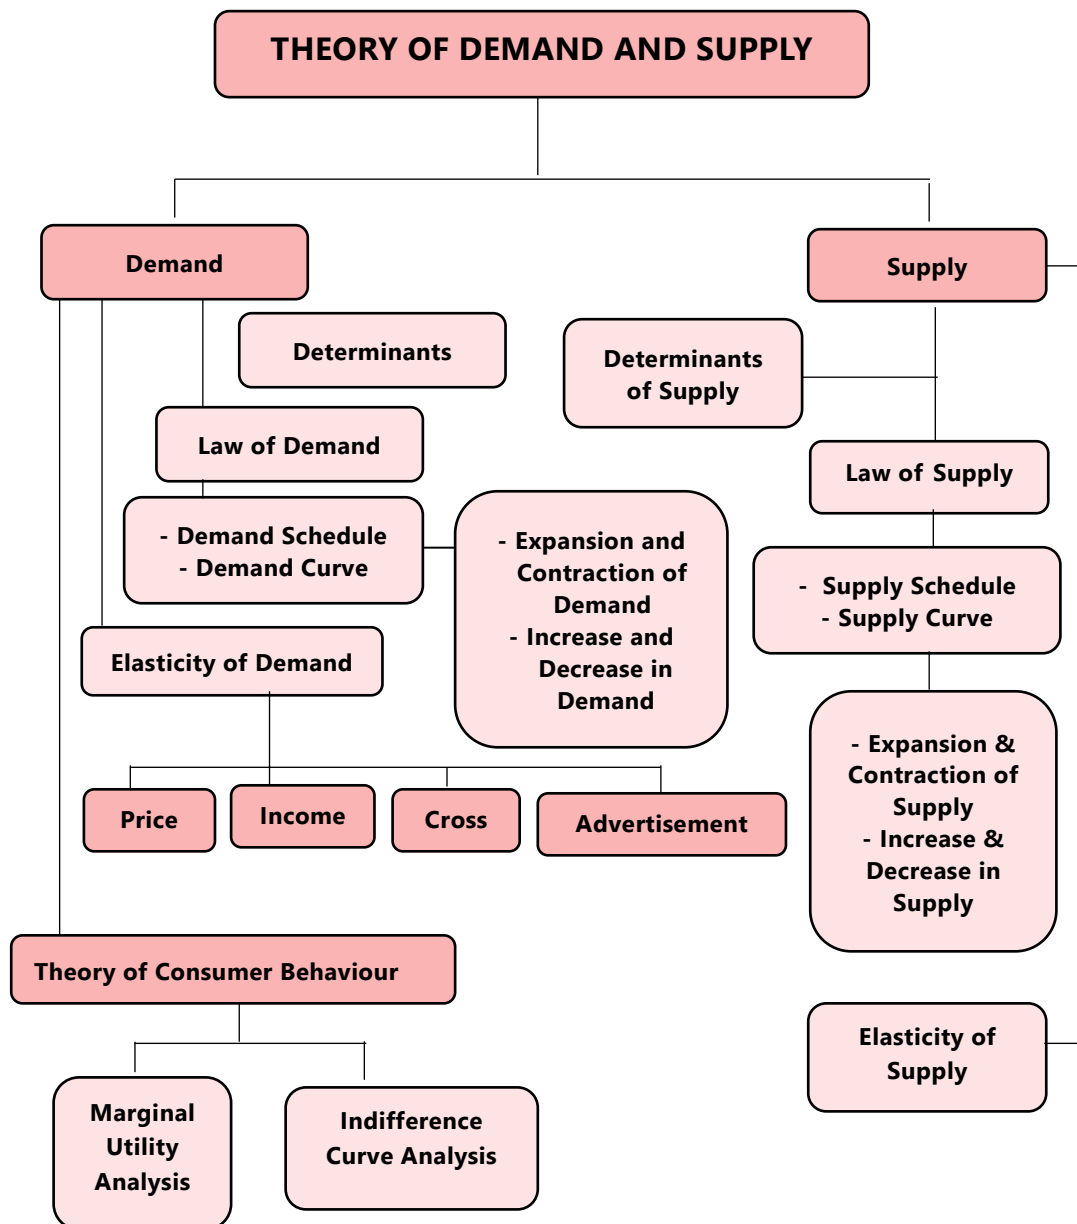 THEORY OF DEMAND AND SUPPLY
Demand
Supply
Determinants
Determinants
of Supply
Law of Demand
Law of Supply
- Demand Schedule
- Demand Curve
- Expansion and
Contraction of
Demand
- Increase and
Decrease in
Demand
- Supply Schedule
- Supply Curve
Elasticity of Demand
- Expansion &
Contraction of
Supply
- Increase &
Decrease in
Supply
Price
Income
Cross
Advertisement
Theory of Consumer Behaviour
Elasticity of
Supply
Marginal
Utility
Analysis
Indifference
Curve Analysis